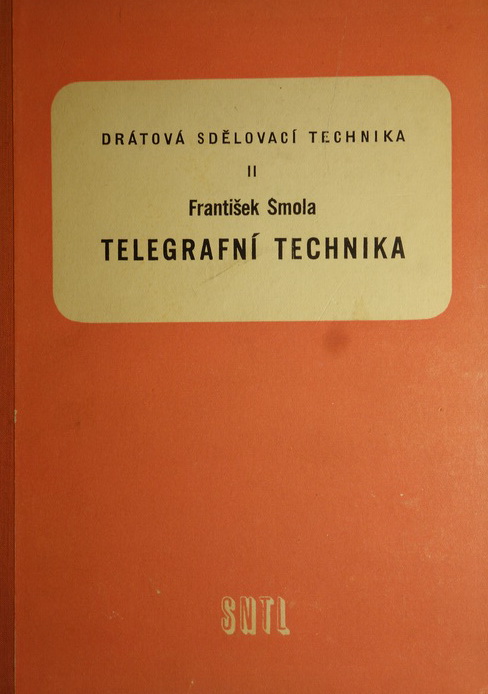 DRÁTOVÁ SDĚLOVACÍ TECHNIKA
II
František Smola
TELEGRAFNÍ TECHNIKA
SNTL